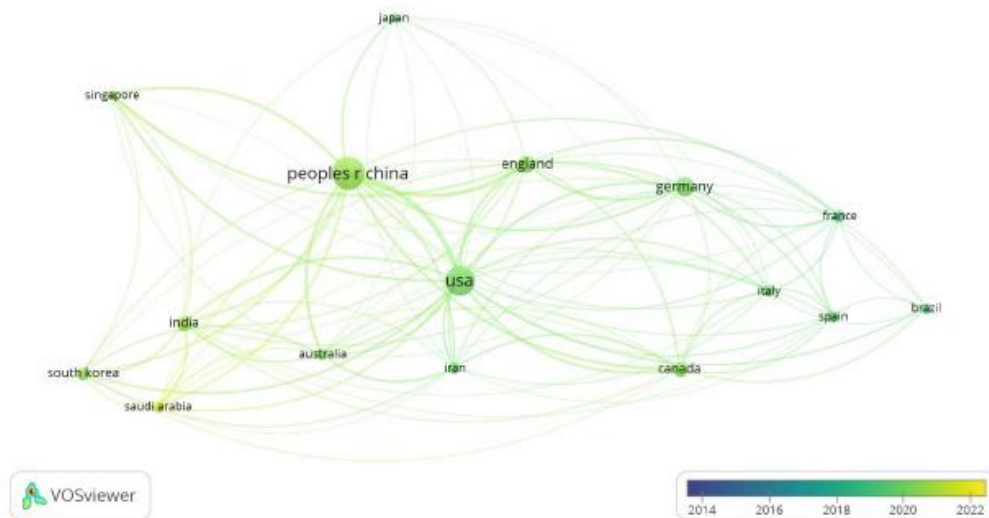 japan
singapore
peoples r china
england
germany
france
usa
italy
spain
brazil
india
australia
iran
canada
south korea
saudi arabia
VOSviewer
2014 2016 2018 2020 2022